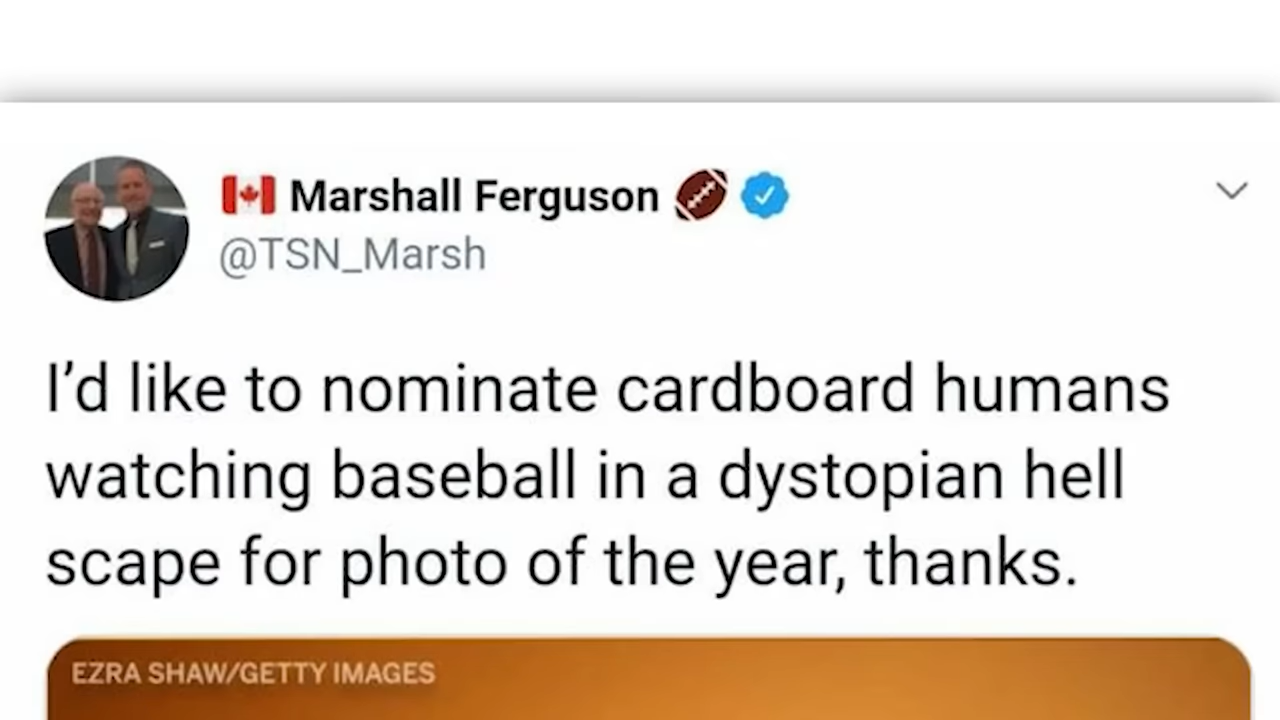 🇨🇦 Marshall Ferguson 🏈
@TSN_Marsh
I’d like to nominate cardboard humans
watching baseball in a dystopian hell
scape for photo of the year, thanks.
EZRA SHAW/GETTY IMAGES